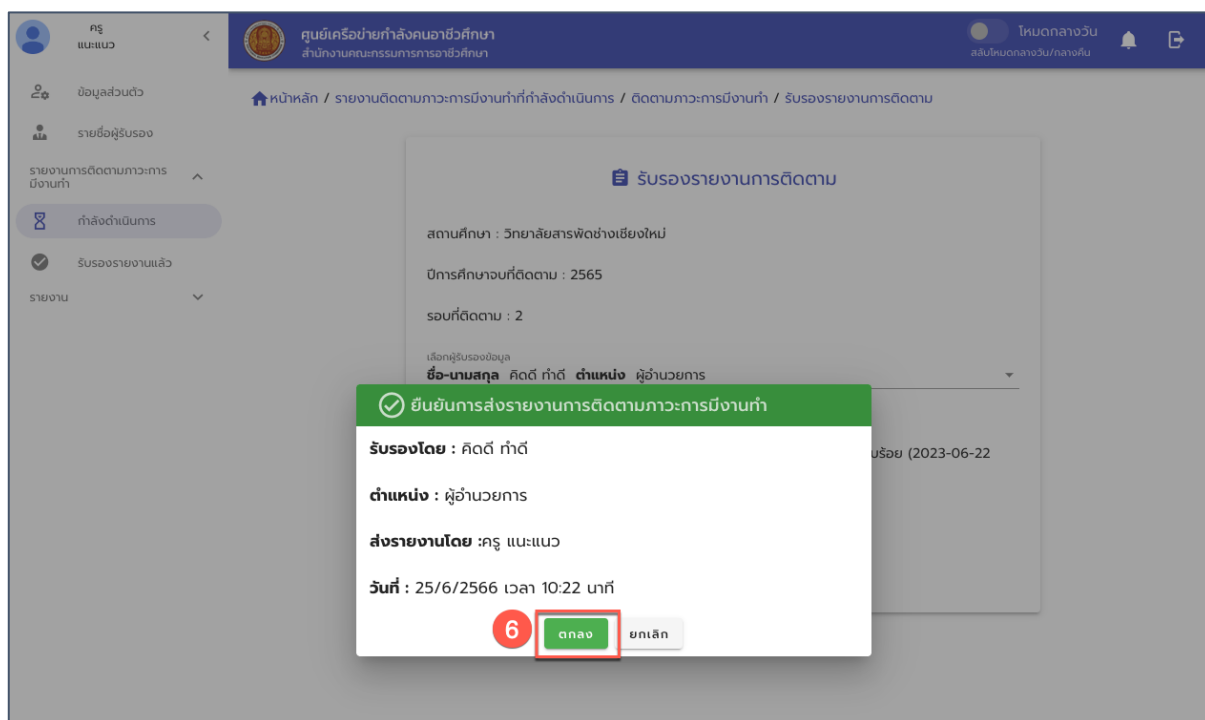 ครู
แนะแนว
ศูนย์เครือข่ายกำลังคนอาชีวศึกษา
สำนักงานคณะกรรมการการอาชีวศึกษา
โหมดกลางวัน
สลับโหมดกลางวัน/กลางคืน
ข้อมูลส่วนตัว
รายชื่อผู้รับรอง
รายงานการติดตามภาวะการ
มีงานทำ
กำลังดำเนินการ
รับรองรายงานแล้ว
รายงาน
หน้าหลัก / รายงานติดตามภาวะการมีงานทำที่กำลังดำเนินการ / ติดตามภาวะการมีงานทำ / รับรองรายงานการติดตาม
รับรองรายงานการติดตาม
สถานศึกษา : วิทยาลัยสารพัดช่างเชียงใหม่
ปีการศึกษาจบที่ติดตาม : 2565
รอบที่ติดตาม : 2
เลือกผู้รับรองข้อมูล
ชื่อ-นามสกุล คิดดี ทำดี ตำแหน่ง ผู้อำนวยการ
ยืนยันการส่งรายงานการติดตามภาวะการมีงานทำ
รับรองโดย : คิดดี ทำดี
บร้อย (2023-06-22
ตำแหน่ง : ผู้อำนวยการ
ส่งรายงานโดย :ครู แนะแนว
วันที่ : 25/6/2566 เวลา 10:22 นาที
6 ตกลง ยกเลิก